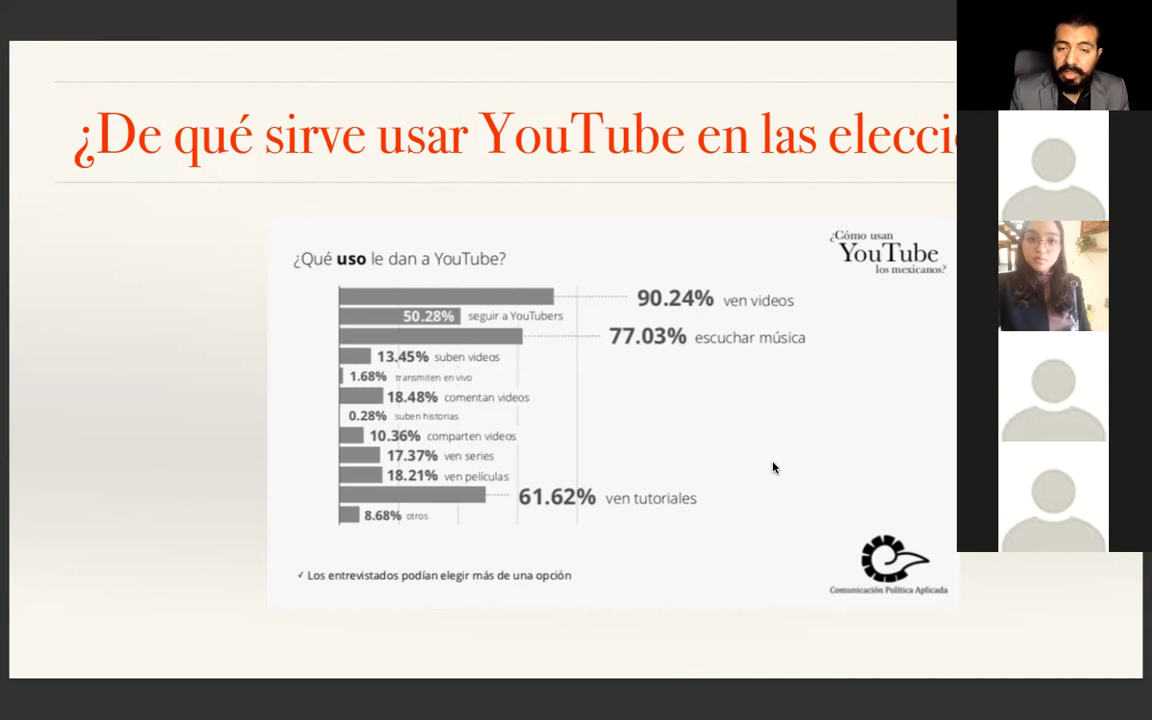 ¿De qué sirve usar YouTube en las elecci
¿Cómo usan
YouTube
los mexicanos?
¿Qué uso le dan a YouTube?
90.24% ven videos
50.28% seguir a YouTubers
77.03% escuchar música
13.45% suben videos
1.68% transmiten en vivo
18.48% comentan videos
0.28% suben historias
10.36% comparten videos
17.37% ven series
18.21% ven películas
61.62% ven tutoriales
8.68% otros
✓ Los entrevistados podían elegir más de una opción
Comunicación Política Aplicada